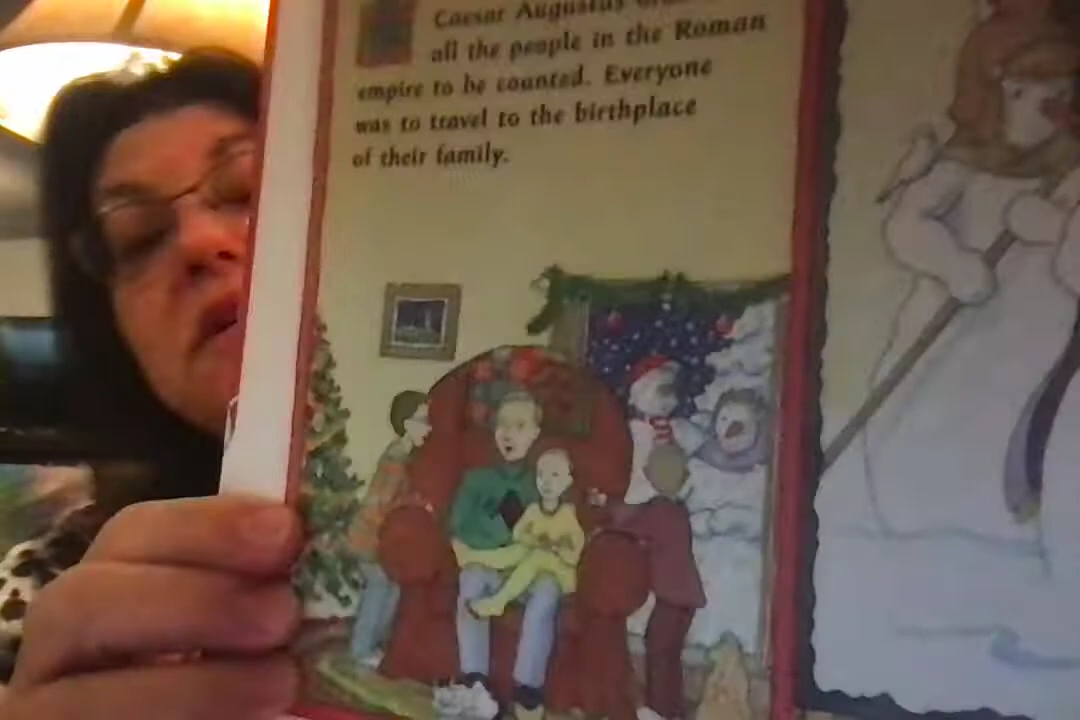 Caesar Augustus
all the people in the Roman
empire to be counted. Everyone
was to travel to the birthplace
of their family.